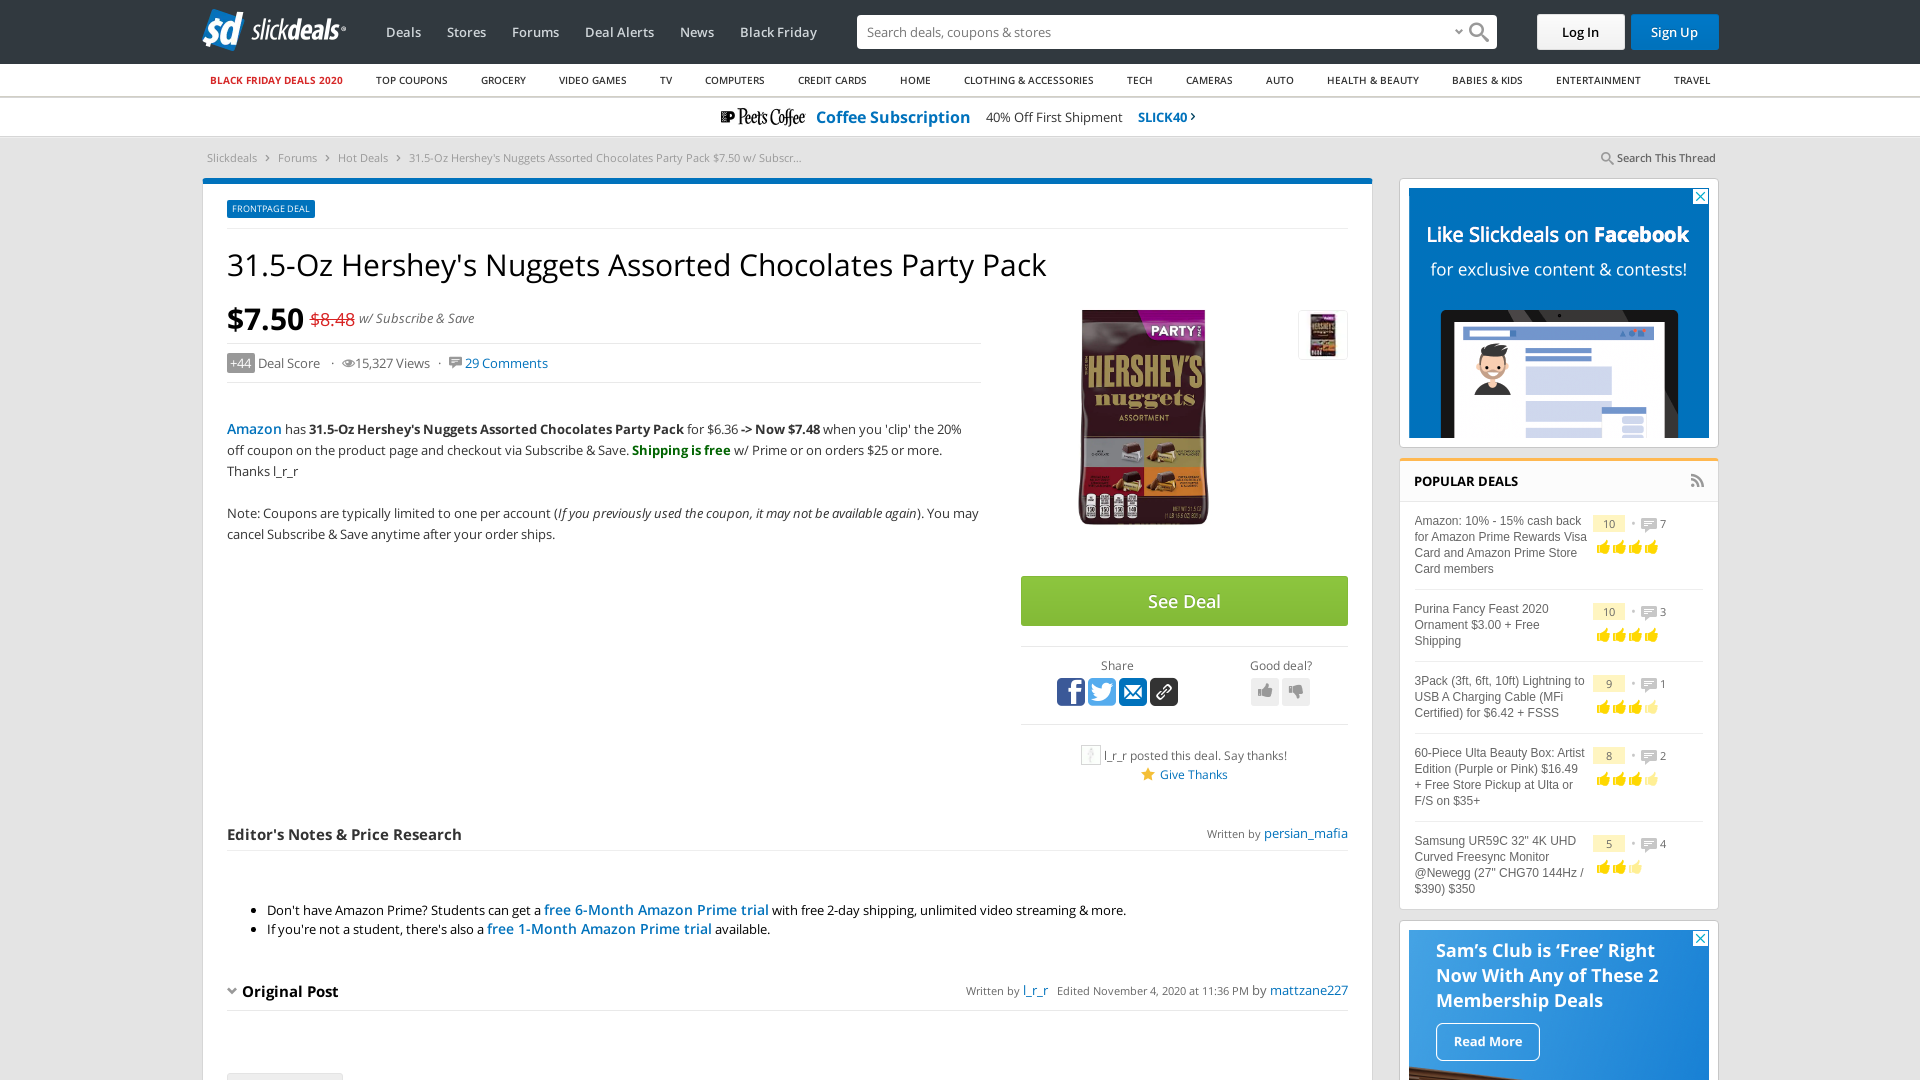 sd slickdeals
Deals Stores Forums Deal Alerts News Black Friday
Search deals, coupons & stores
Log In Sign Up
BLACK FRIDAY DEALS 2020 TOP COUPONS GROCERY VIDEO GAMES TV COMPUTERS CREDIT CARDS HOME CLOTHING & ACCESSORIES TECH CAMERAS AUTO HEALTH & BEAUTY BABIES & KIDS ENTERTAINMENT TRAVEL
Peet's Coffee Coffee Subscription 40% Off First Shipment SLICK40
Slickdeals Forums Hot Deals 31.5-Oz Hershey's Nuggets Assorted Chocolates Party Pack $7.50 w/ Subscr...
Search This Thread
FRONTPAGE DEAL
31.5-Oz Hershey's Nuggets Assorted Chocolates Party Pack
$7.50 $8.48 w/ Subscribe & Save
+44 Deal Score · 15,327 Views · 29 Comments
Amazon has 31.5-Oz Hershey's Nuggets Assorted Chocolates Party Pack for $6.36 -> Now $7.48 when you 'clip' the 20%
off coupon on the product page and checkout via Subscribe & Save. Shipping is free w/ Prime or on orders $25 or more.
Thanks l_r_r
Note: Coupons are typically limited to one per account (If you previously used the coupon, it may not be available again). You may
cancel Subscribe & Save anytime after your order ships.
PARTY
HERSHEY'S
nuggets
ASSORTMENT
See Deal
Share
Good deal?
l_r_r posted this deal. Say thanks!
Give Thanks
Editor's Notes & Price Research
Written by persian_mafia
• Don't have Amazon Prime? Students can get a free 6-Month Amazon Prime trial with free 2-day shipping, unlimited video streaming & more.
• If you're not a student, there's also a free 1-Month Amazon Prime trial available.
Original Post
Written by l_r_r Edited November 4, 2020 at 11:36 PM by mattzane227
Like Slickdeals on Facebook
for exclusive content & contests!
POPULAR DEALS
Amazon: 10% - 15% cash back
for Amazon Prime Rewards Visa
Card and Amazon Prime Store
Card members
10 7
Purina Fancy Feast 2020
Ornament $3.00 + Free
Shipping
10 3
3Pack (3ft, 6ft, 10ft) Lightning to
USB A Charging Cable (MFi
Certified) for $6.42 + FSSS
9 1
60-Piece Ulta Beauty Box: Artist
Edition (Purple or Pink) $16.49
+ Free Store Pickup at Ulta or
F/S on $35+
8 2
Samsung UR59C 32" 4K UHD
Curved Freesync Monitor
@Newegg (27" CHG70 144Hz /
$390) $350
5 4
Sam's Club is 'Free' Right
Now With Any of These 2
Membership Deals
Read More